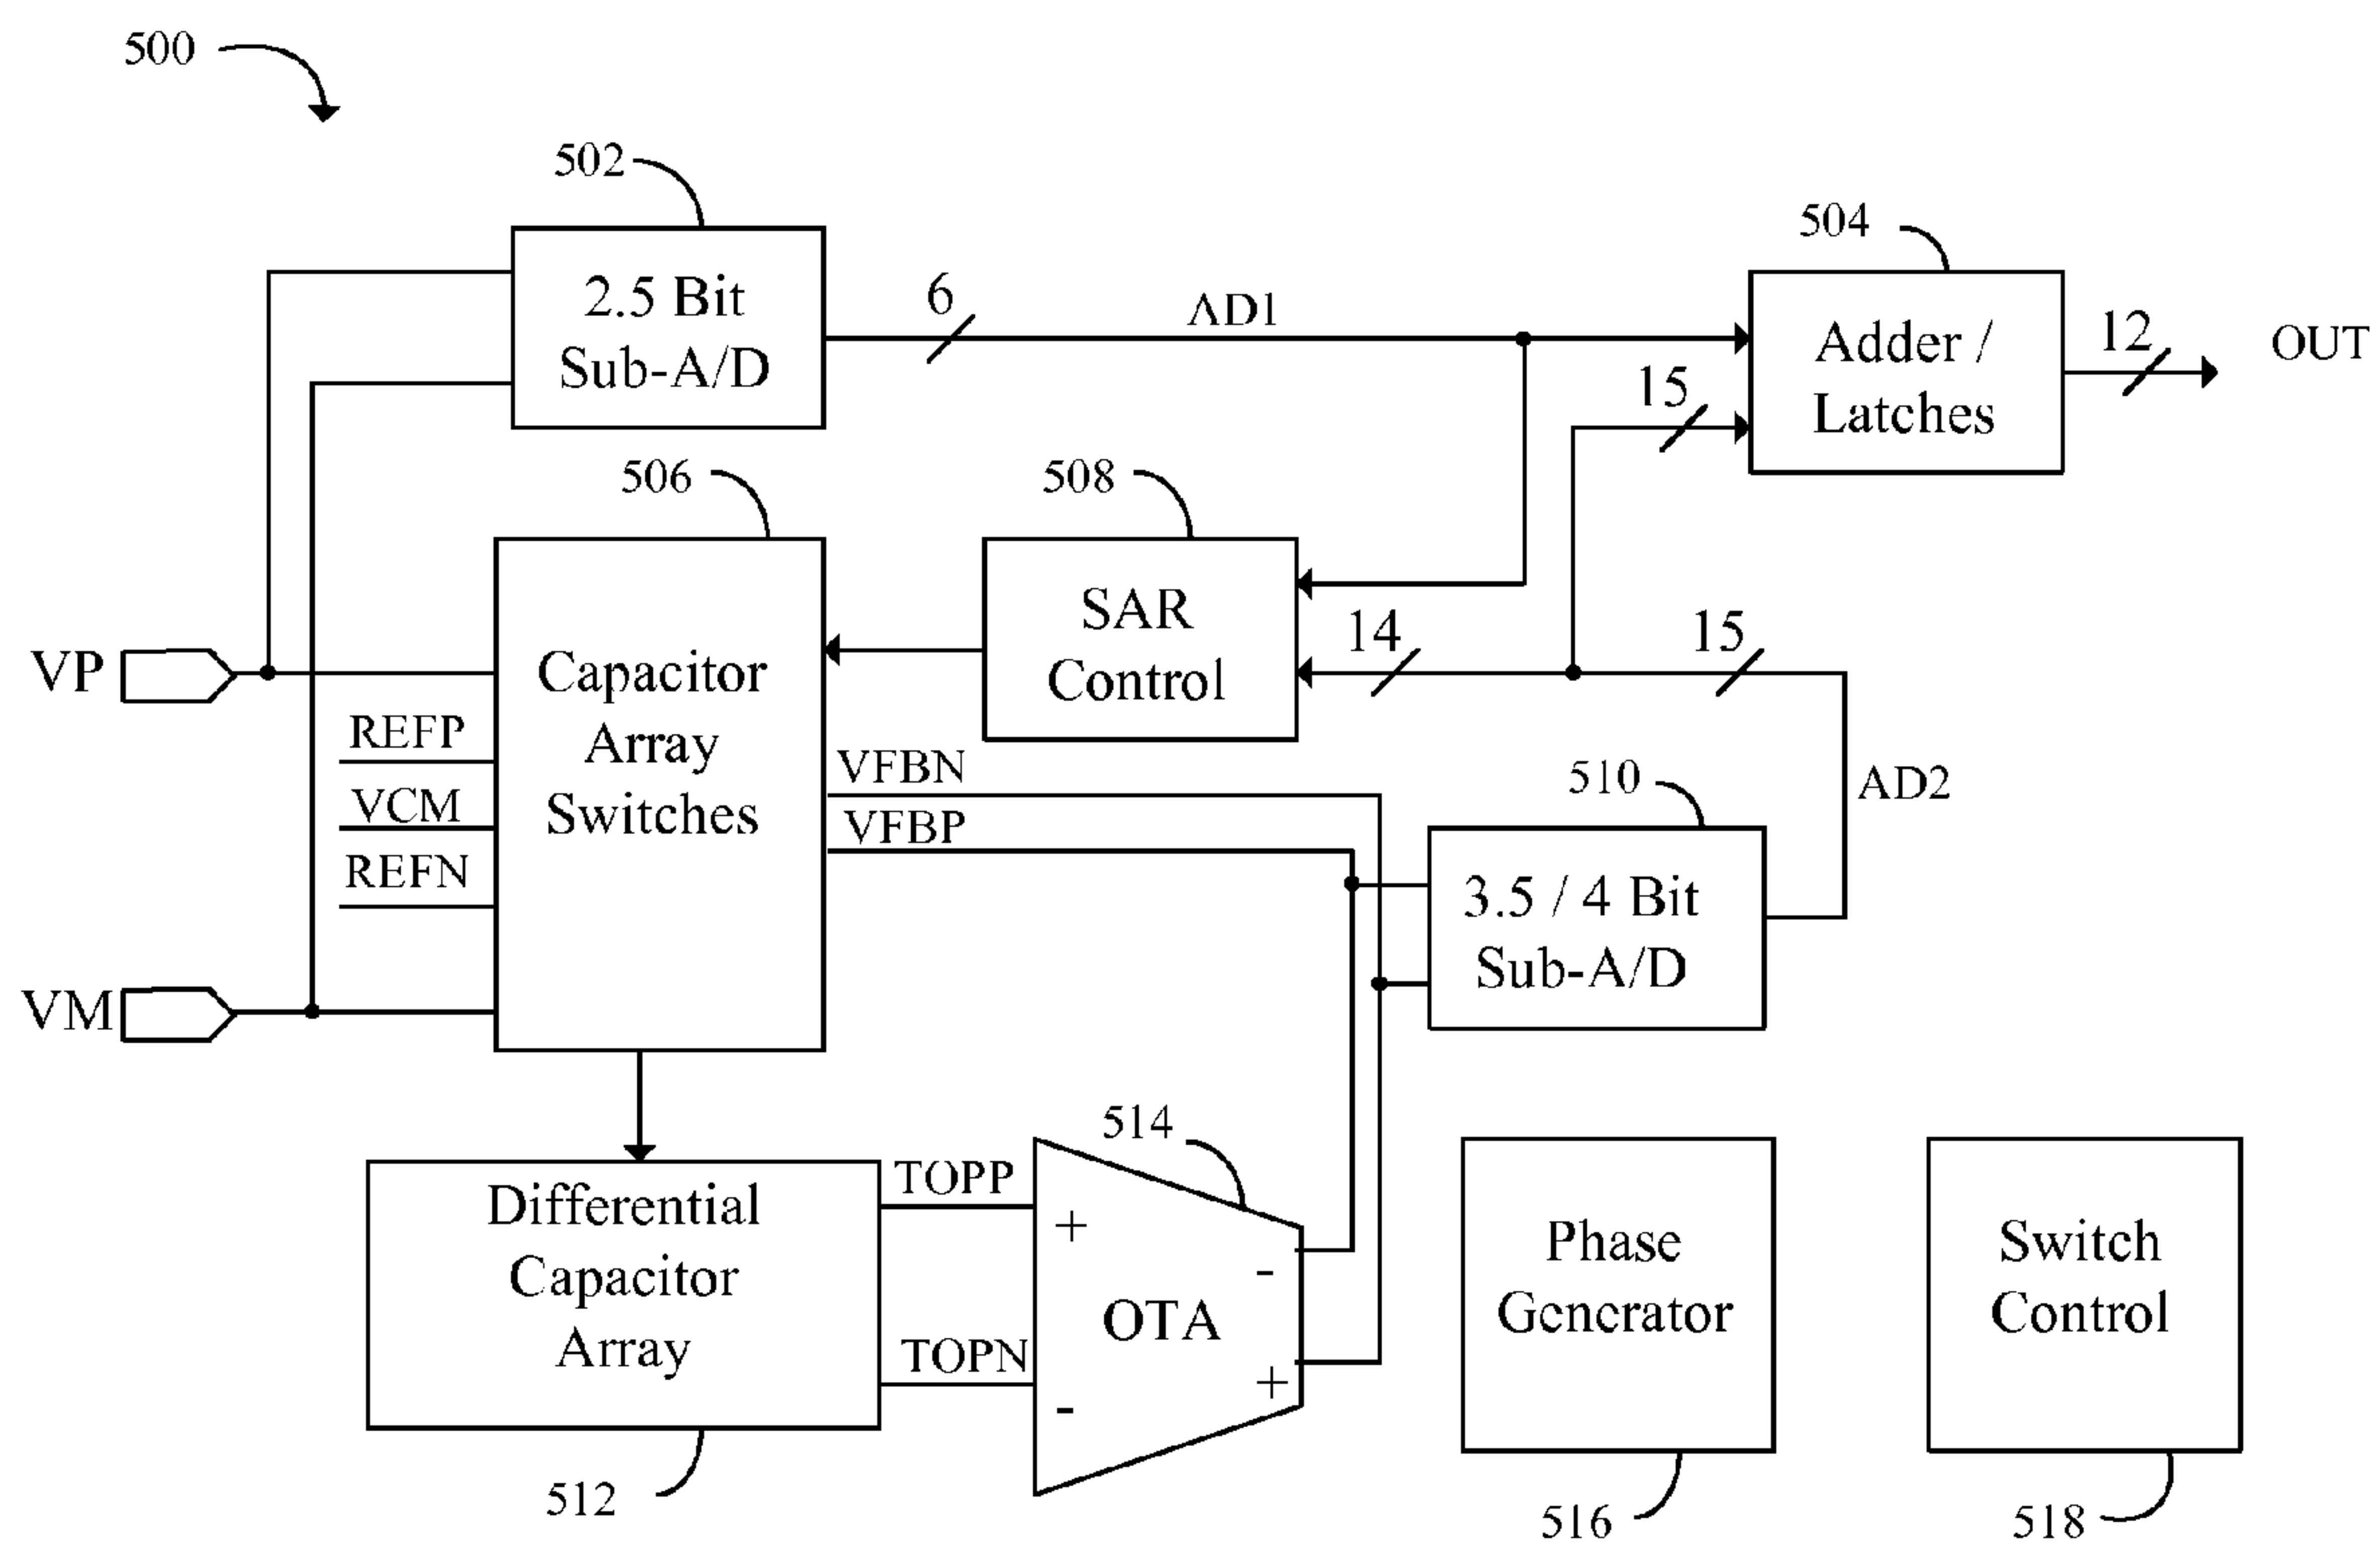 500
502
2.5 Bit
Sub-A/D
6
AD1
504
Adder /
Latches
12
OUT
15
506
508
Capacitor
Array
Switches
SAR
Control
14
15
VP
REFP
VCM
REFN
VM
VFBN
VFBP
510
AD2
3.5 / 4 Bit
Sub-A/D
Differential
Capacitor
Array
512
TOPP
TOPN
514
+
-
OTA
-
+
Phase
Generator
516
Switch
Control
518